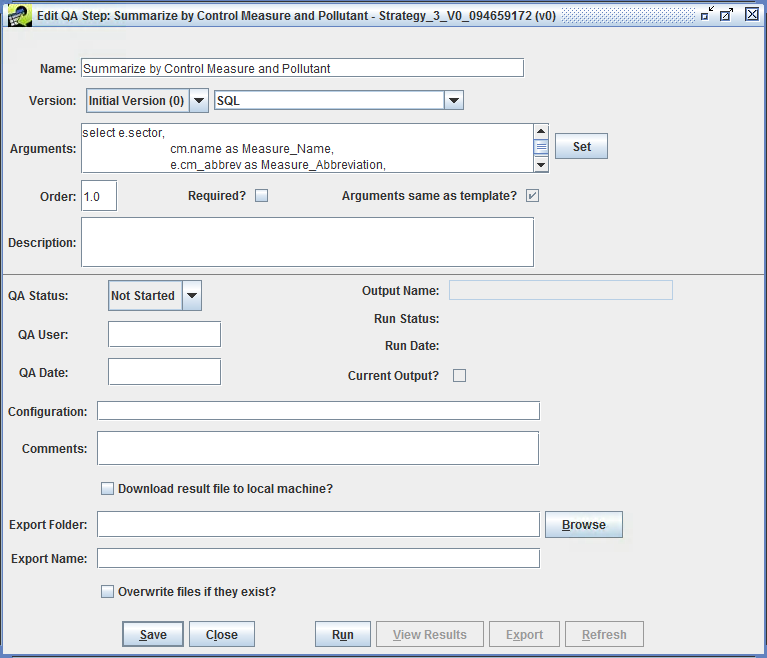 Edit QA Step: Summarize by Control Measure and Pollutant - Strategy_3_V0_094659172 (v0)
Name: Summarize by Control Measure and Pollutant
Version: Initial Version (0) SQL
select e.sector,
Arguments: cm.name as Measure_Name, Set
e.cm_abbrev as Measure_Abbreviation,
Order: 1.0 Required? Arguments same as template?
Description:
QA Status: Not Started Output Name:
Run Status:
QA User:
Run Date:
QA Date:
Current Output?
Configuration:
Comments:
Download result file to local machine?
Export Folder: Browse
Export Name:
Overwrite files if they exist?
Save Close Run View Results Export Refresh